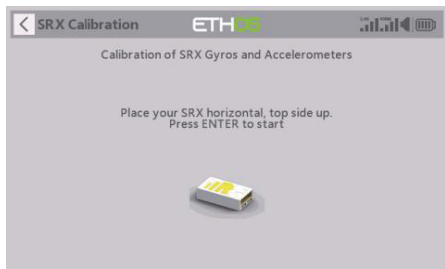 SRX Calibration
ETHOS
Calibration of SRX Gyros and Accelerometers
Place your SRX horizontal, top side up.
Press ENTER to start